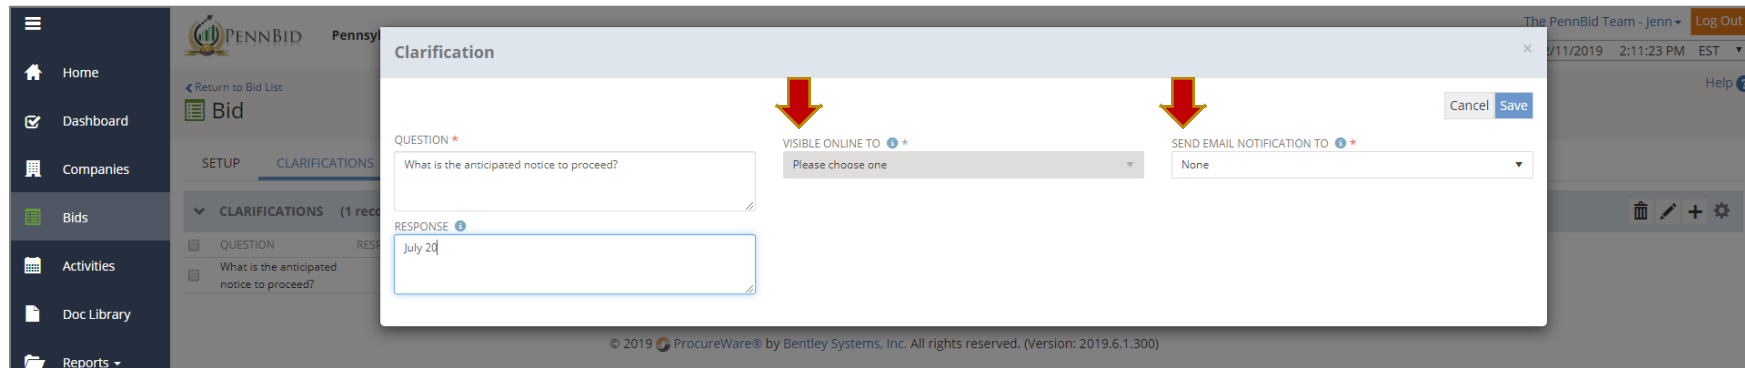 The PennBid Team - Jenn
Log Out
PENNBID
Pennsyl
/11/2019 2:11:23 PM EST
Home
Dashboard
Companies
Bids
Activities
Doc Library
Reports
Return to Bid List
Bid
Help
SETUP CLARIFICATIONS
CLARIFICATIONS (1 reco
QUESTION RESP
What is the anticipated
notice to proceed?
Clarification
×
Cancel Save
QUESTION *
What is the anticipated notice to proceed?
VISIBLE ONLINE TO *
Please choose one
SEND EMAIL NOTIFICATION TO *
None
RESPONSE
July 20
© 2019 ProcureWare® by Bentley Systems, Inc. All rights reserved. (Version: 2019.6.1.300)